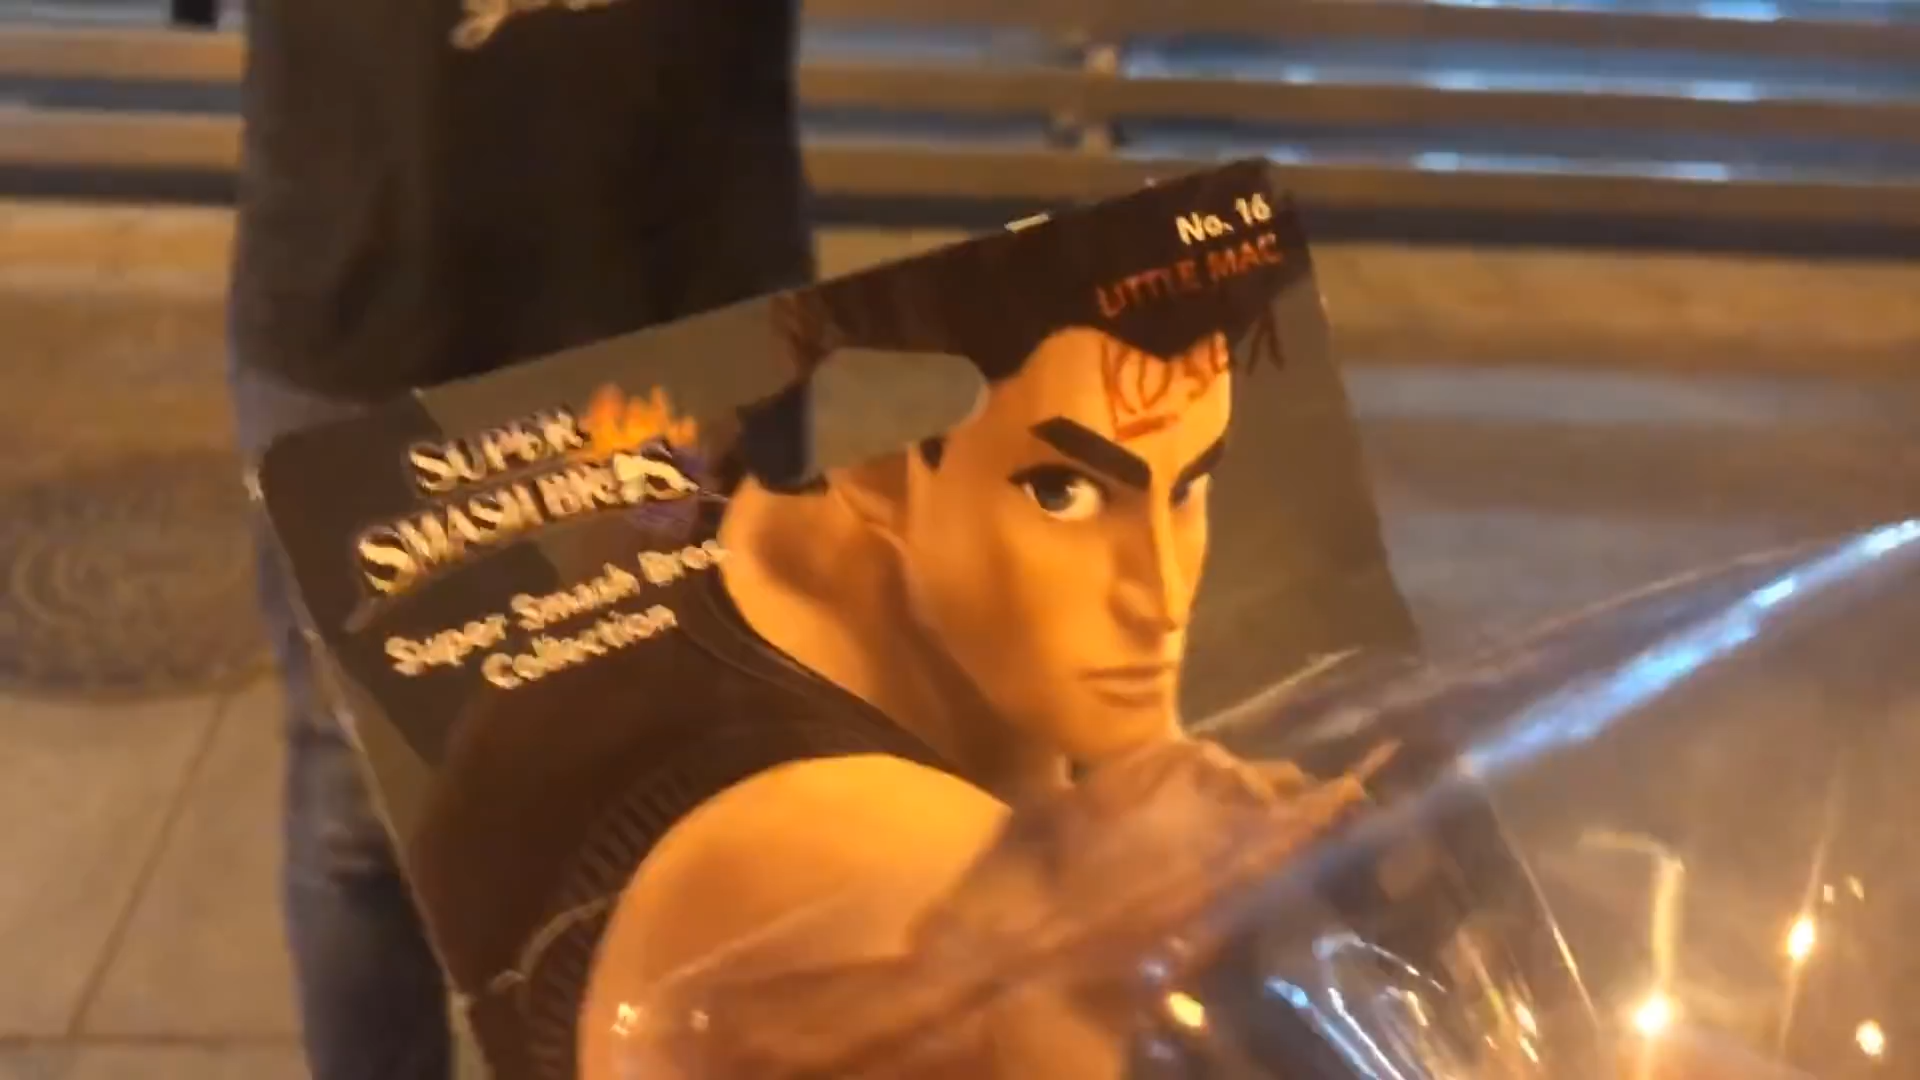 No. 16
LITTLE MAC
SUPER
SMASH BROS
Super Smash Bros.
Collection